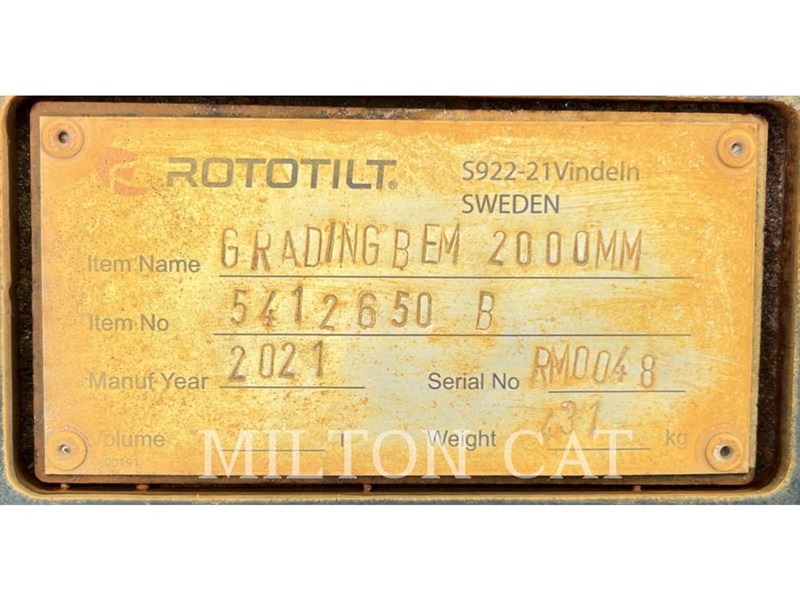 ROTOTILT®
S922-21Vindeln
SWEDEN
Item Name GRADINGBEM 2000MM
Item No 5412650 B
Manuf Year 2021 Serial No RM0048
Volume l Weight 431 kg
MILTON CAT